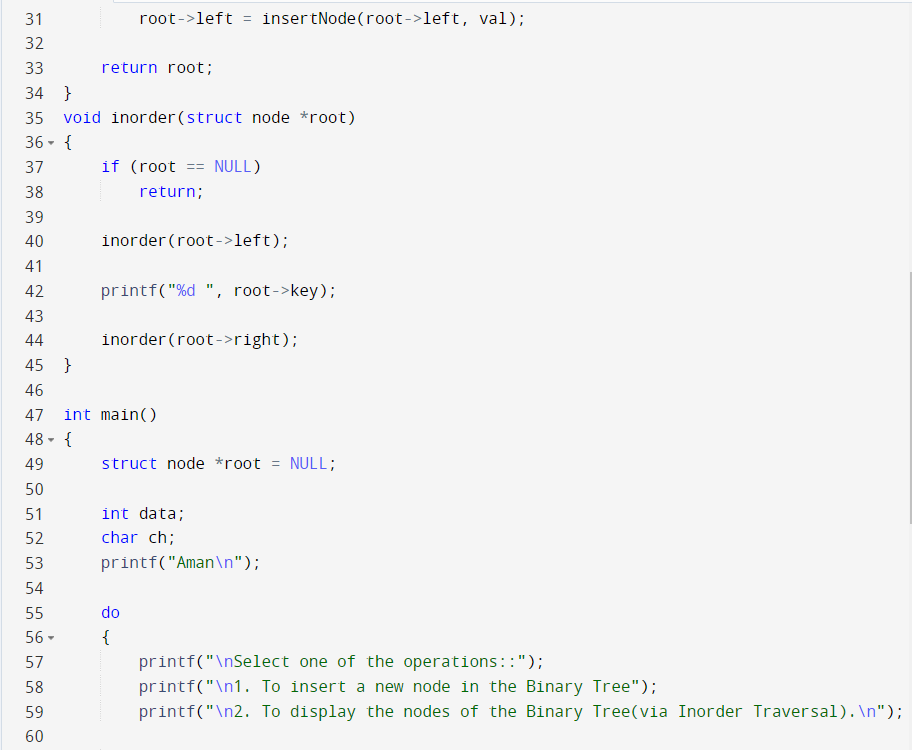 31         root->left = insertNode(root->left, val);
32
33     return root;
34 }
35 void inorder(struct node *root)
36 {
37     if (root == NULL)
38         return;
39
40     inorder(root->left);
41
42     printf("%d ", root->key);
43
44     inorder(root->right);
45 }
46
47 int main()
48 {
49     struct node *root = NULL;
50
51     int data;
52     char ch;
53     printf("Aman\n");
54
55     do
56     {
57         printf("\nSelect one of the operations::");
58         printf("\n1. To insert a new node in the Binary Tree");
59         printf("\n2. To display the nodes of the Binary Tree(via Inorder Traversal).\n");
60